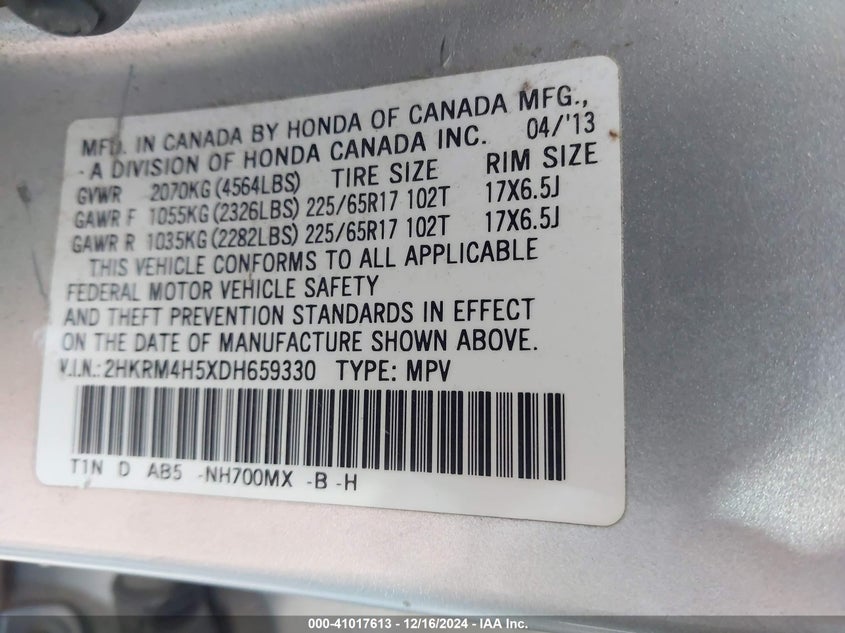 MFD. IN CANADA BY HONDA OF CANADA MFG.,
A DIVISION OF HONDA CANADA INC. 04/'13
GVWR 2070KG (4564LBS) TIRE SIZE RIM SIZE
GAWR F 1055KG (2326LBS) 225/65R17 102T 17X6.5J
GAWR R 1035KG (2282LBS) 225/65R17 102T 17X6.5J
THIS VEHICLE CONFORMS TO ALL APPLICABLE
FEDERAL MOTOR VEHICLE SAFETY
AND THEFT PREVENTION STANDARDS IN EFFECT
ON THE DATE OF MANUFACTURE SHOWN ABOVE.
V.I.N.: 2HKRM4H5XDH659330 TYPE: MPV
T1N D AB5 -NH700MX -B -H
000-41017613 - 12/16/2024 - IAA Inc.